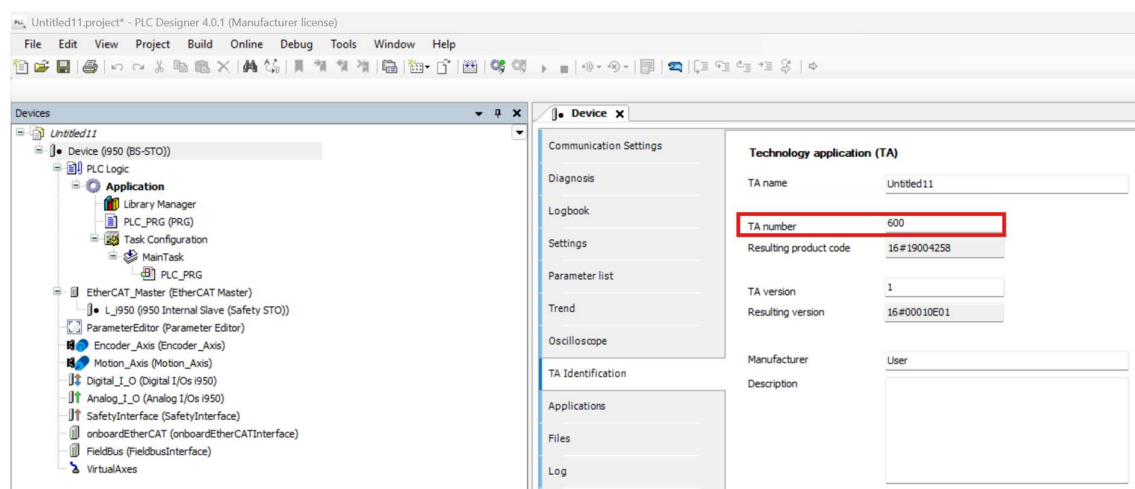 Untitled11.project* - PLC Designer 4.0.1 (Manufacturer license)
File Edit View Project Build Online Debug Tools Window Help
Devices
Untitled11
Device (i950 (BS-STO))
PLC Logic
Application
Library Manager
PLC_PRG (PRG)
Task Configuration
MainTask
PLC_PRG
EtherCAT_Master (EtherCAT Master)
L_i950 (i950 Internal Slave (Safety STO))
ParameterEditor (Parameter Editor)
Encoder_Axis (Encoder_Axis)
Motion_Axis (Motion_Axis)
Digital_I_O (Digital I/Os i950)
Analog_I_O (Analog I/Os i950)
SafetyInterface (SafetyInterface)
onboardEtherCAT (onboardEtherCATInterface)
FieldBus (FieldbusInterface)
VirtualAxes
Device
Communication Settings
Diagnosis
Logbook
Settings
Parameter list
Trend
Oscilloscope
TA Identification
Applications
Files
Log
Technology application (TA)
TA name Untitled11
TA number 600
Resulting product code 16#19004258
TA version 1
Resulting version 16#00010E01
Manufacturer User
Description